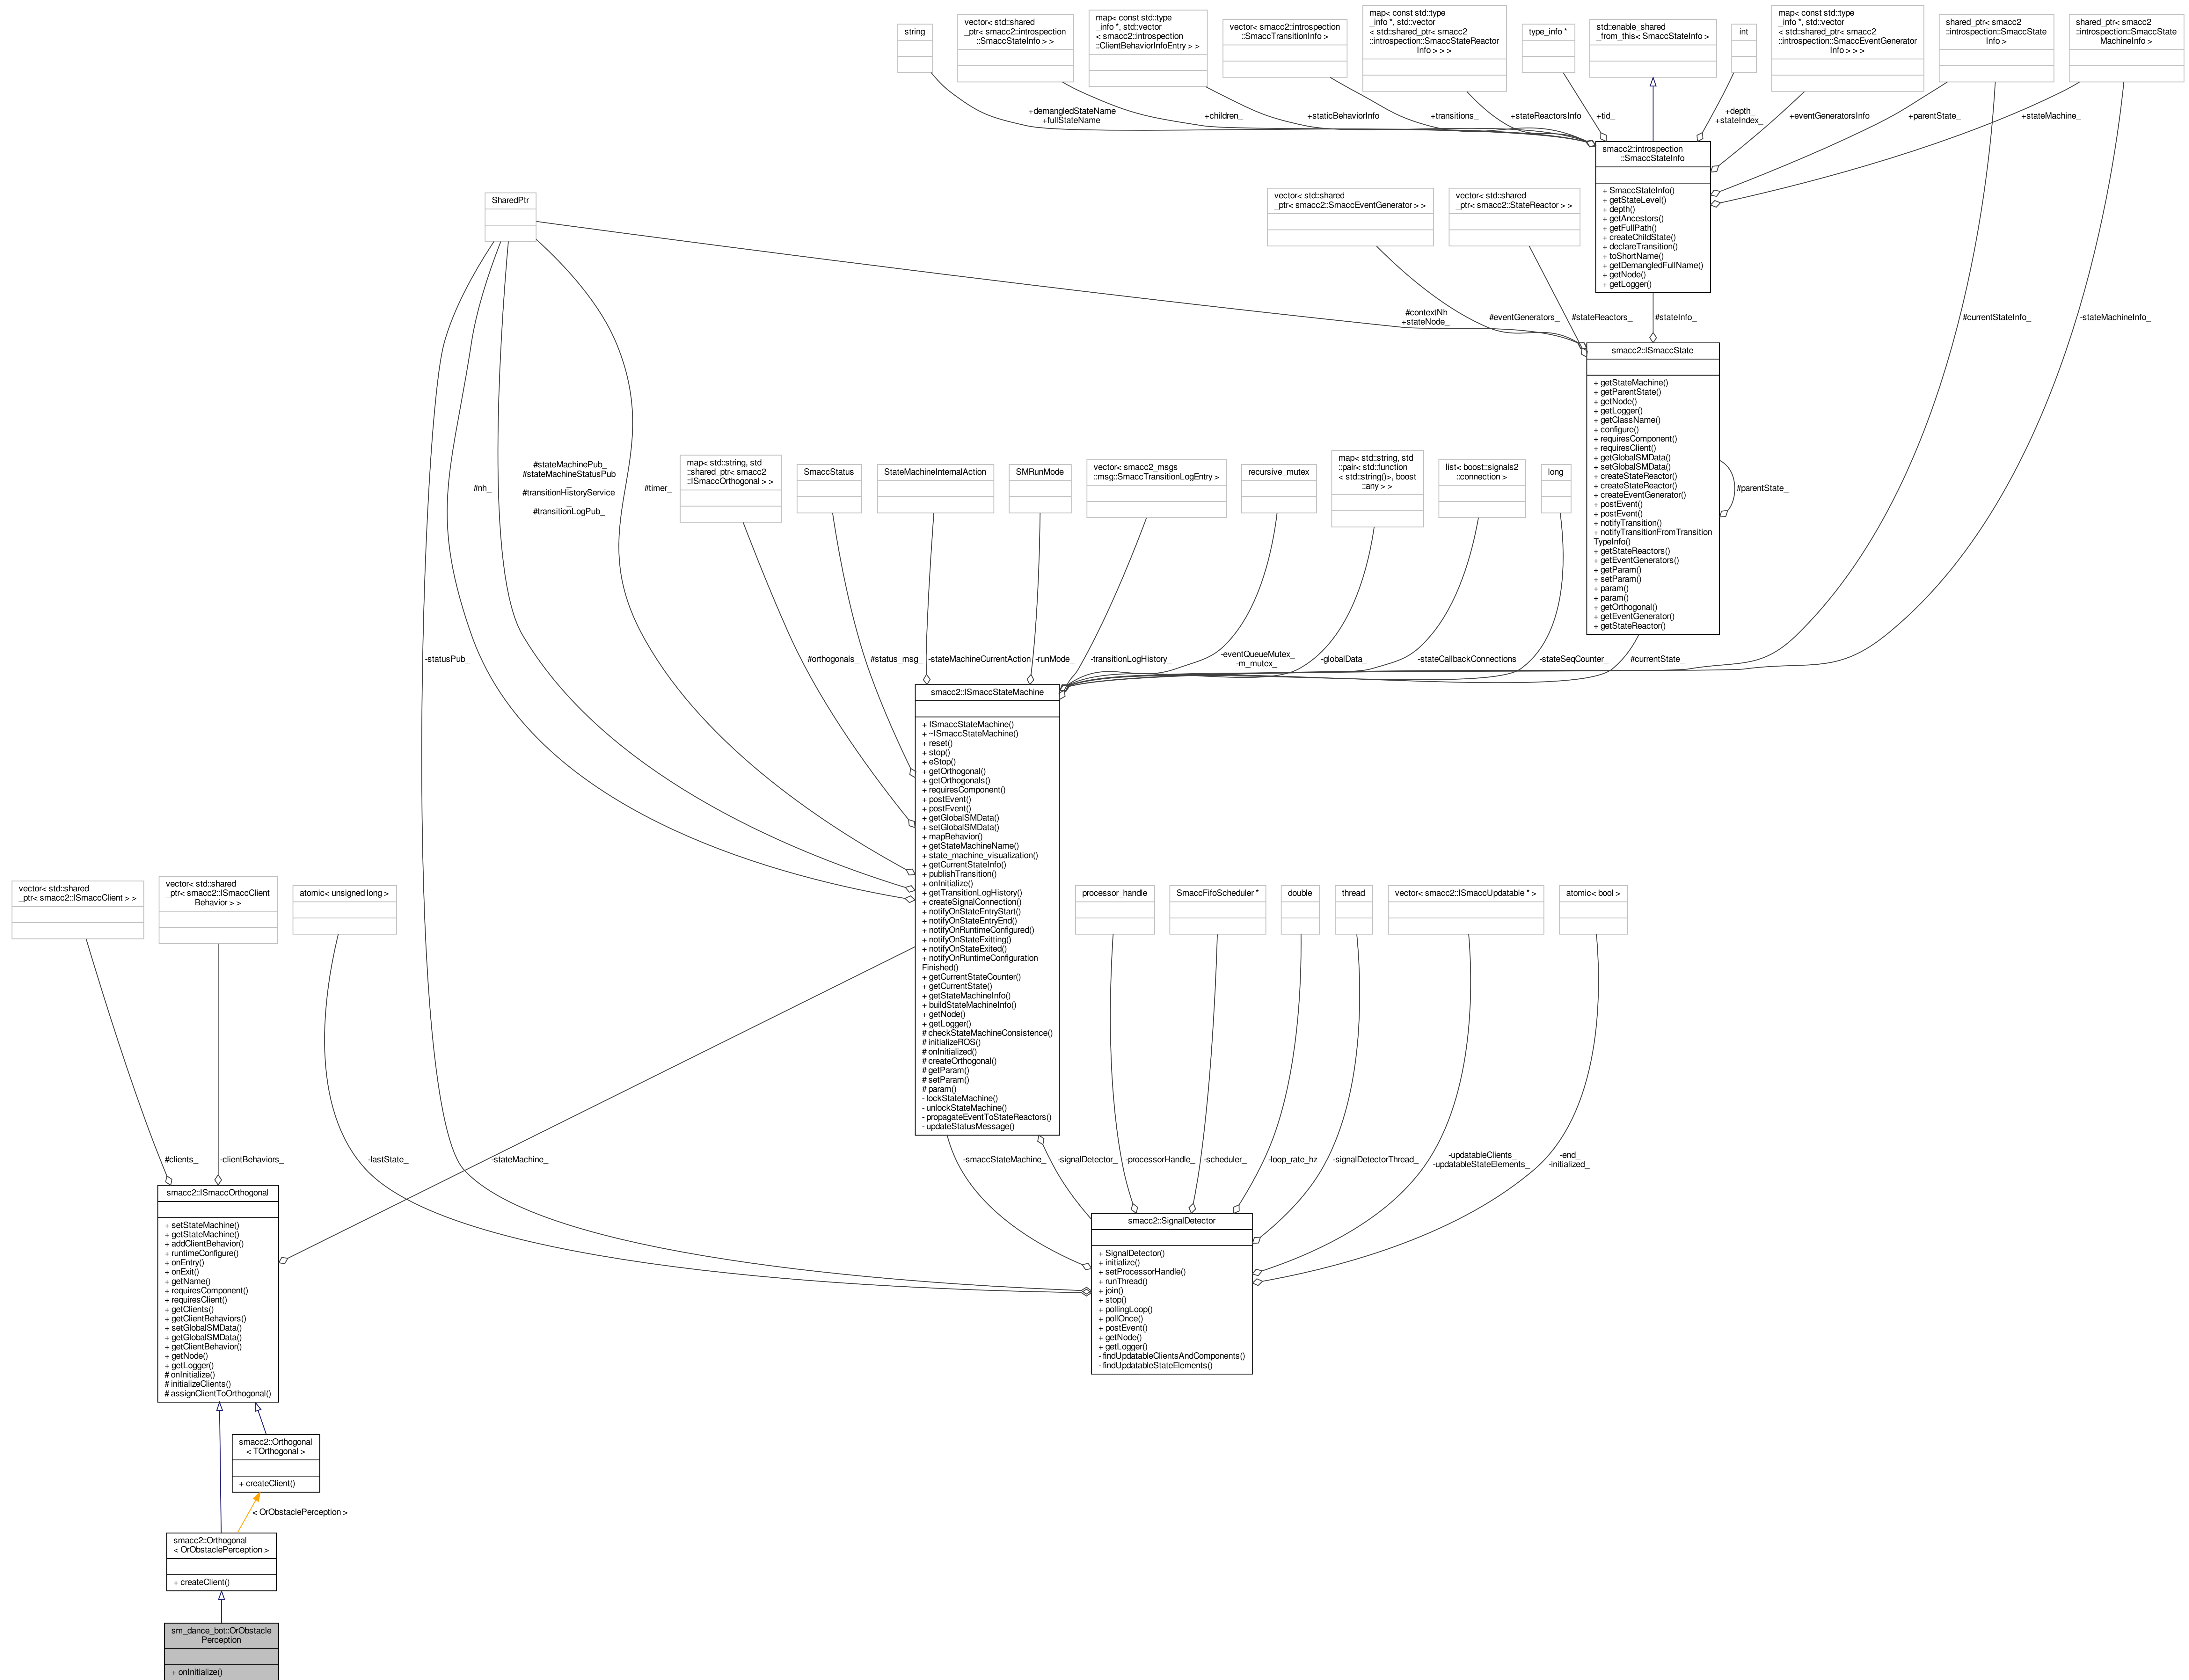 string
vector< std::shared
_ptr< smacc2::introspection
::SmaccStateInfo > >
map< const std::type
_info *, std::vector
< smacc2::introspection
::ClientBehaviorInfoEntry > >
vector< smacc2::introspection
::SmaccTransitionInfo >
map< const std::type
_info *, std::vector
< std::shared_ptr< smacc2
::introspection::SmaccStateReactor
Info > > >
type_info *
std::enable_shared
_from_this< SmaccStateInfo >
int
map< const std::type
_info *, std::vector
< std::shared_ptr< smacc2
::introspection::SmaccEventGenerator
Info > > >
shared_ptr< smacc2
::introspection::SmaccState
Info >
shared_ptr< smacc2
::introspection::SmaccState
MachineInfo >
+demangledStateName
+fullStateName
+children_
+staticBehaviorInfo
+transitions_
+stateReactorsInfo
+tid_
+depth_
+stateIndex_
+eventGeneratorsInfo
+parentState_
+stateMachine_
smacc2::introspection
::SmaccStateInfo
+ SmaccStateInfo()
+ getStateLevel()
+ depth()
+ getAncestors()
+ getFullPath()
+ createChildState()
+ declareTransition()
+ toShortName()
+ getDemangledFullName()
+ getNode()
+ getLogger()
SharedPtr
vector< std::shared
_ptr< smacc2::SmaccEventGenerator > >
vector< std::shared
_ptr< smacc2::StateReactor > >
#contextNh
+stateNode_
#eventGenerators_
#stateReactors_
#stateInfo_
#currentStateInfo_
-stateMachineInfo_
smacc2::ISmaccState
+ getStateMachine()
+ getParentState()
+ getNode()
+ getLogger()
+ getClassName()
+ configure()
+ requiresComponent()
+ requiresClient()
+ getGlobalSMData()
+ setGlobalSMData()
+ createStateReactor()
+ createEventGenerator()
+ postEvent()
+ postEvent()
+ notifyTransition()
+ notifyTransitionFromTransition
TypeInfo()
+ getStateReactors()
+ getEventGenerators()
+ getParam()
+ setParam()
+ param()
+ param()
+ getOrthogonal()
+ getEventGenerator()
+ getStateReactor()
#parentState_
#nh_
#stateMachinePub_
#stateMachineStatusPub
_
#transitionHistoryService
_
#transitionLogPub_
#timer_
map< std::string, std
::shared_ptr< smacc2
::ISmaccOrthogonal > >
SmaccStatus
StateMachineInternalAction
SMRunMode
vector< smacc2_msgs
::msg::SmaccTransitionLogEntry >
recursive_mutex
map< std::string, std
::pair< std::function
< std::string()>, boost
::any > >
list< boost::signals2
::connection >
long
-statusPub_
#orthogonals_
#status_msg_
-stateMachineCurrentAction
-runMode_
-transitionLogHistory_
-eventQueueMutex_
-m_mutex_
-globalData_
-stateCallbackConnections
-stateSeqCounter_
#currentState_
smacc2::ISmaccStateMachine
+ ISmaccStateMachine()
+ ~ISmaccStateMachine()
+ reset()
+ stop()
+ eStop()
+ getOrthogonal()
+ getOrthogonals()
+ requiresComponent()
+ postEvent()
+ postEvent()
+ getGlobalSMData()
+ setGlobalSMData()
+ mapBehavior()
+ getStateMachineName()
+ state_machine_visualization()
+ getCurrentStateInfo()
+ publishTransition()
+ onInitialize()
+ getTransitionLogHistory()
+ createSignalConnection()
+ notifyOnStateEntryStart()
+ notifyOnStateEntryEnd()
+ notifyOnRuntimeConfigured()
+ notifyOnStateExitting()
+ notifyOnStateExited()
+ notifyOnRuntimeConfiguration
Finished()
+ getCurrentStateCounter()
+ getCurrentState()
+ getStateMachineInfo()
+ buildStateMachineInfo()
+ getNode()
+ getLogger()
# checkStateMachineConsistence()
# initializeROS()
# onInitialized()
# createOrthogonal()
# getParam()
# setParam()
# param()
- lockStateMachine()
- unlockStateMachine()
- propagateEventToStateReactors()
- updateStatusMessage()
vector< std::shared
_ptr< smacc2::ISmaccClient > >
vector< std::shared
_ptr< smacc2::ISmaccClient
Behavior > >
atomic< unsigned long >
processor_handle
SmaccFifoScheduler *
double
thread
vector< smacc2::ISmaccUpdatable * >
atomic< bool >
#clients_
-clientBehaviors_
-lastState_
-stateMachine_
-smaccStateMachine_
-signalDetector_
-processorHandle_
-scheduler_
-loop_rate_hz
-signalDetectorThread_
-updatableClients_
-updatableStateElements_
-end_
-initialized_
smacc2::ISmaccOrthogonal
+ setStateMachine()
+ getStateMachine()
+ addClientBehavior()
+ runtimeConfigure()
+ onEntry()
+ onExit()
+ getName()
+ requiresComponent()
+ requiresClient()
+ getClients()
+ getClientBehaviors()
+ setGlobalSMData()
+ getGlobalSMData()
+ getClientBehavior()
+ getNode()
+ getLogger()
# onInitialize()
# initializeClients()
# assignClientToOrthogonal()
smacc2::SignalDetector
+ SignalDetector()
+ initialize()
+ setProcessorHandle()
+ runThread()
+ join()
+ stop()
+ pollingLoop()
+ pollOnce()
+ postEvent()
+ getNode()
+ getLogger()
- findUpdatableClientsAndComponents()
- findUpdatableStateElements()
smacc2::Orthogonal
< TOrthogonal >
+ createClient()
< OrObstaclePerception >
smacc2::Orthogonal
< OrObstaclePerception >
+ createClient()
sm_dance_bot::OrObstacle
Perception
+ onInitialize()